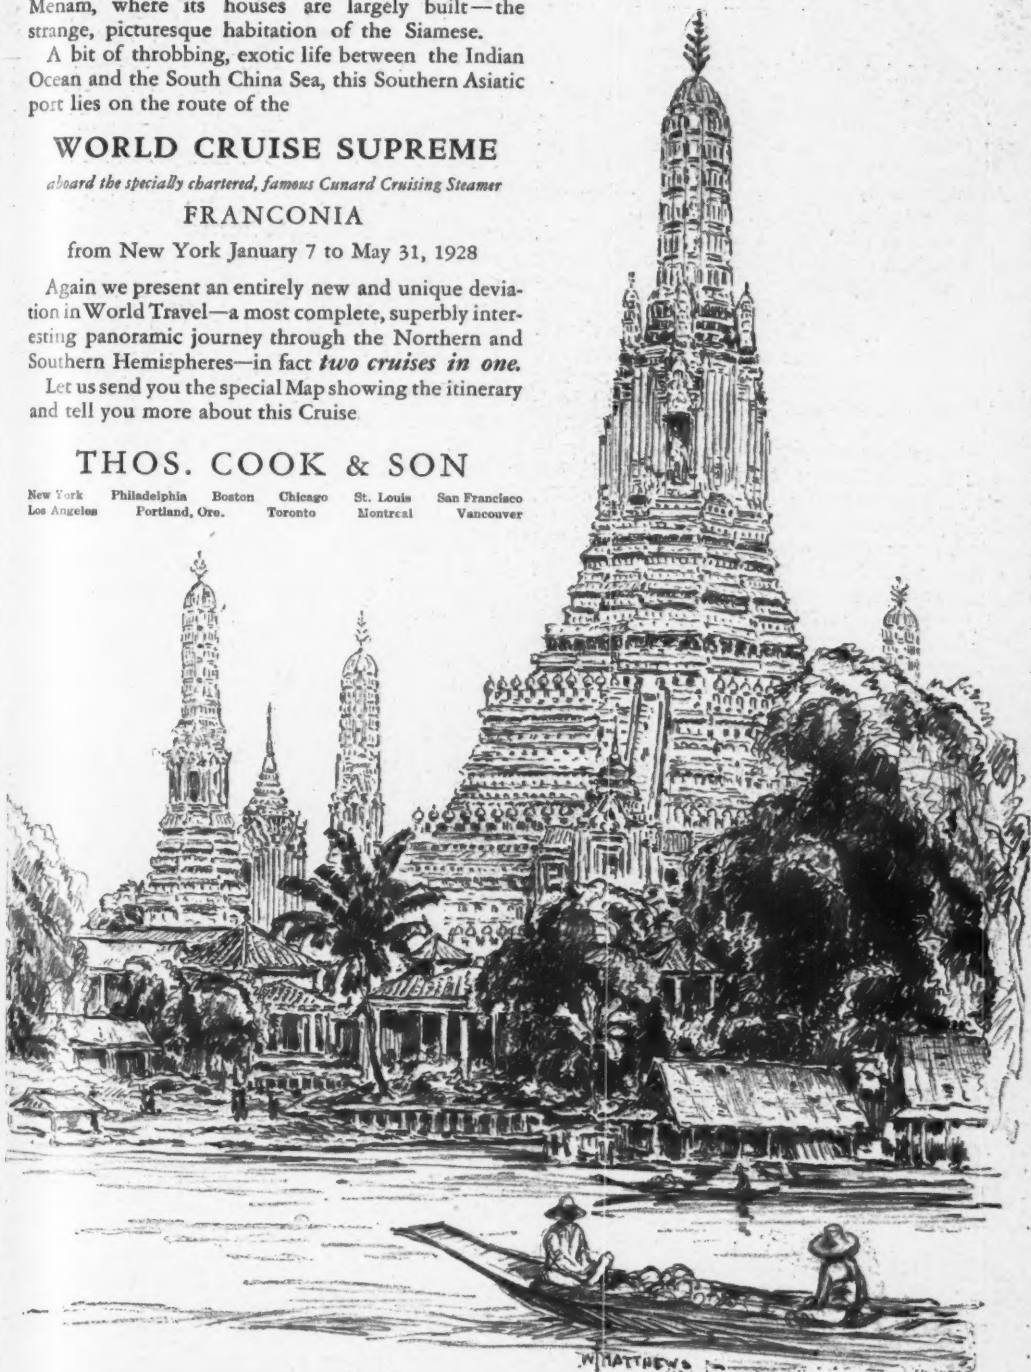 Menam, where its houses are largely built—the
strange, picturesque habitation of the Siamese.
A bit of throbbing, exotic life between the Indian
Ocean and the South China Sea, this Southern Asiatic
port lies on the route of the
WORLD CRUISE SUPREME
aboard the specially chartered, famous Cunard Cruising Steamer
FRANCONIA
from New York January 7 to May 31, 1928
Again we present an entirely new and unique devia-
tion in World Travel—a most complete, superbly inter-
esting panoramic journey through the Northern and
Southern Hemispheres—in fact two cruises in one.
Let us send you the special Map showing the itinerary
and tell you more about this Cruise
THOS. COOK & SON
New York Philadelphia Boston Chicago St. Louis San Francisco
Los Angeles Portland, Ore. Toronto Montreal Vancouver
W MATTHEWS